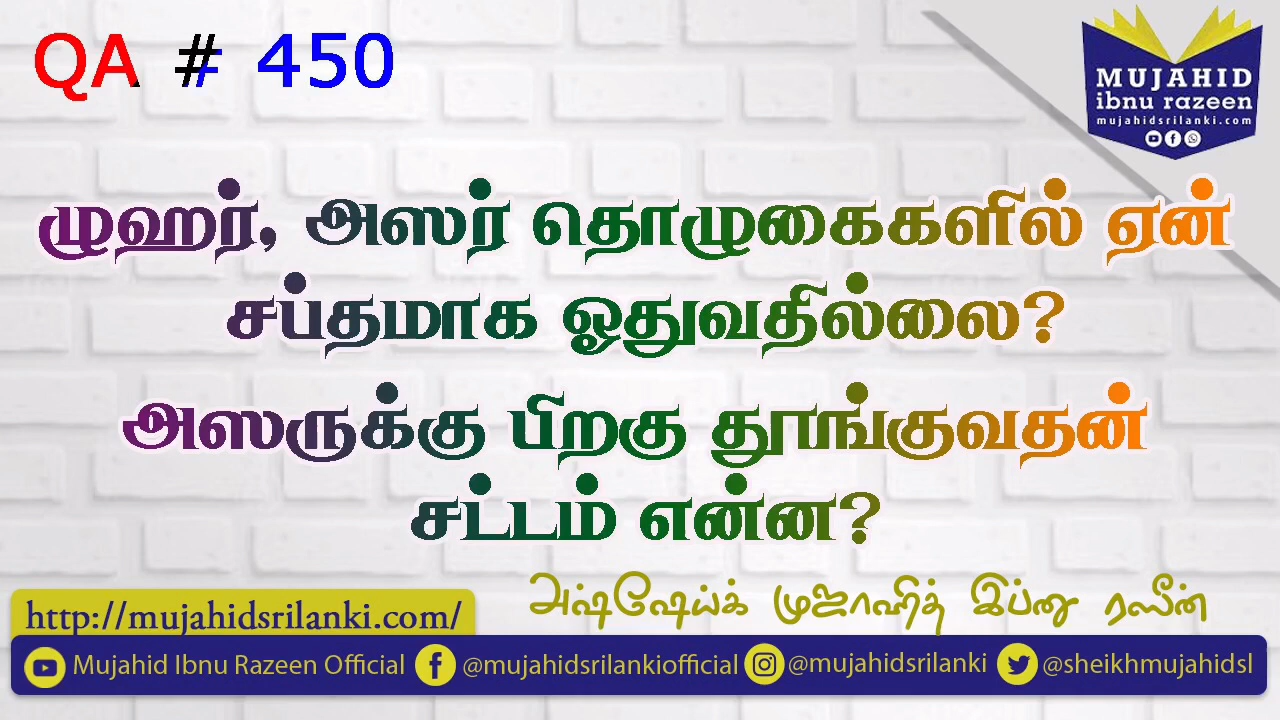 QA # 450
MUJAHID
ibnu razeen
mujahidsrilanki.com
ழுஹர், அஸர் தொழுகைகளில் ஏன்
சப்தமாக ஓதுவதில்லை?
அஸருக்கு பிறகு தூங்குவதன்
சட்டம் என்ன?
அஷ்ஷேய்க் முஜாஹித் இப்னு ரஸீன்
http://mujahidsrilanki.com/
Mujahid Ibnu Razeen Official @mujahidsrilankiofficial @mujahidsrilanki @sheikhmujahidsl